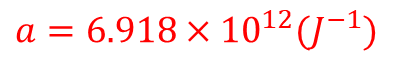 a = 6.918 × 10¹²(J⁻¹)